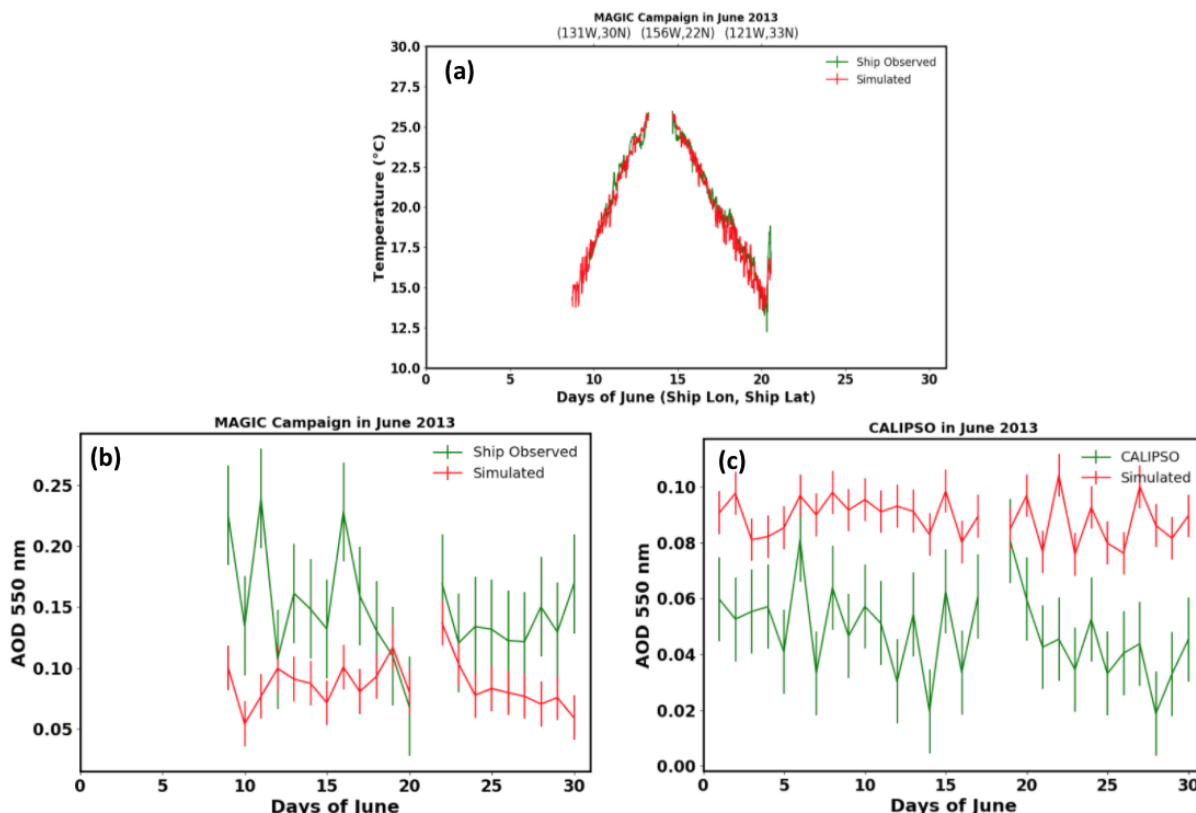 MAGIC Campaign in June 2013
(131W,30N) (156W,22N) (121W,33N)
(a)
Ship Observed
Simulated
30.0
27.5
25.0
22.5
20.0
17.5
15.0
12.5
10.0
Temperature (°C)
0 5 10 15 20 25 30
Days of June (Ship Lon, Ship Lat)
MAGIC Campaign in June 2013
(b)
Ship Observed
Simulated
0.25
0.20
0.15
0.10
0.05
AOD 550 nm
0 5 10 15 20 25 30
Days of June
CALIPSO in June 2013
(c)
CALIPSO
Simulated
0.10
0.08
0.06
0.04
0.02
0.00
AOD 550 nm
0 5 10 15 20 25 30
Days of June